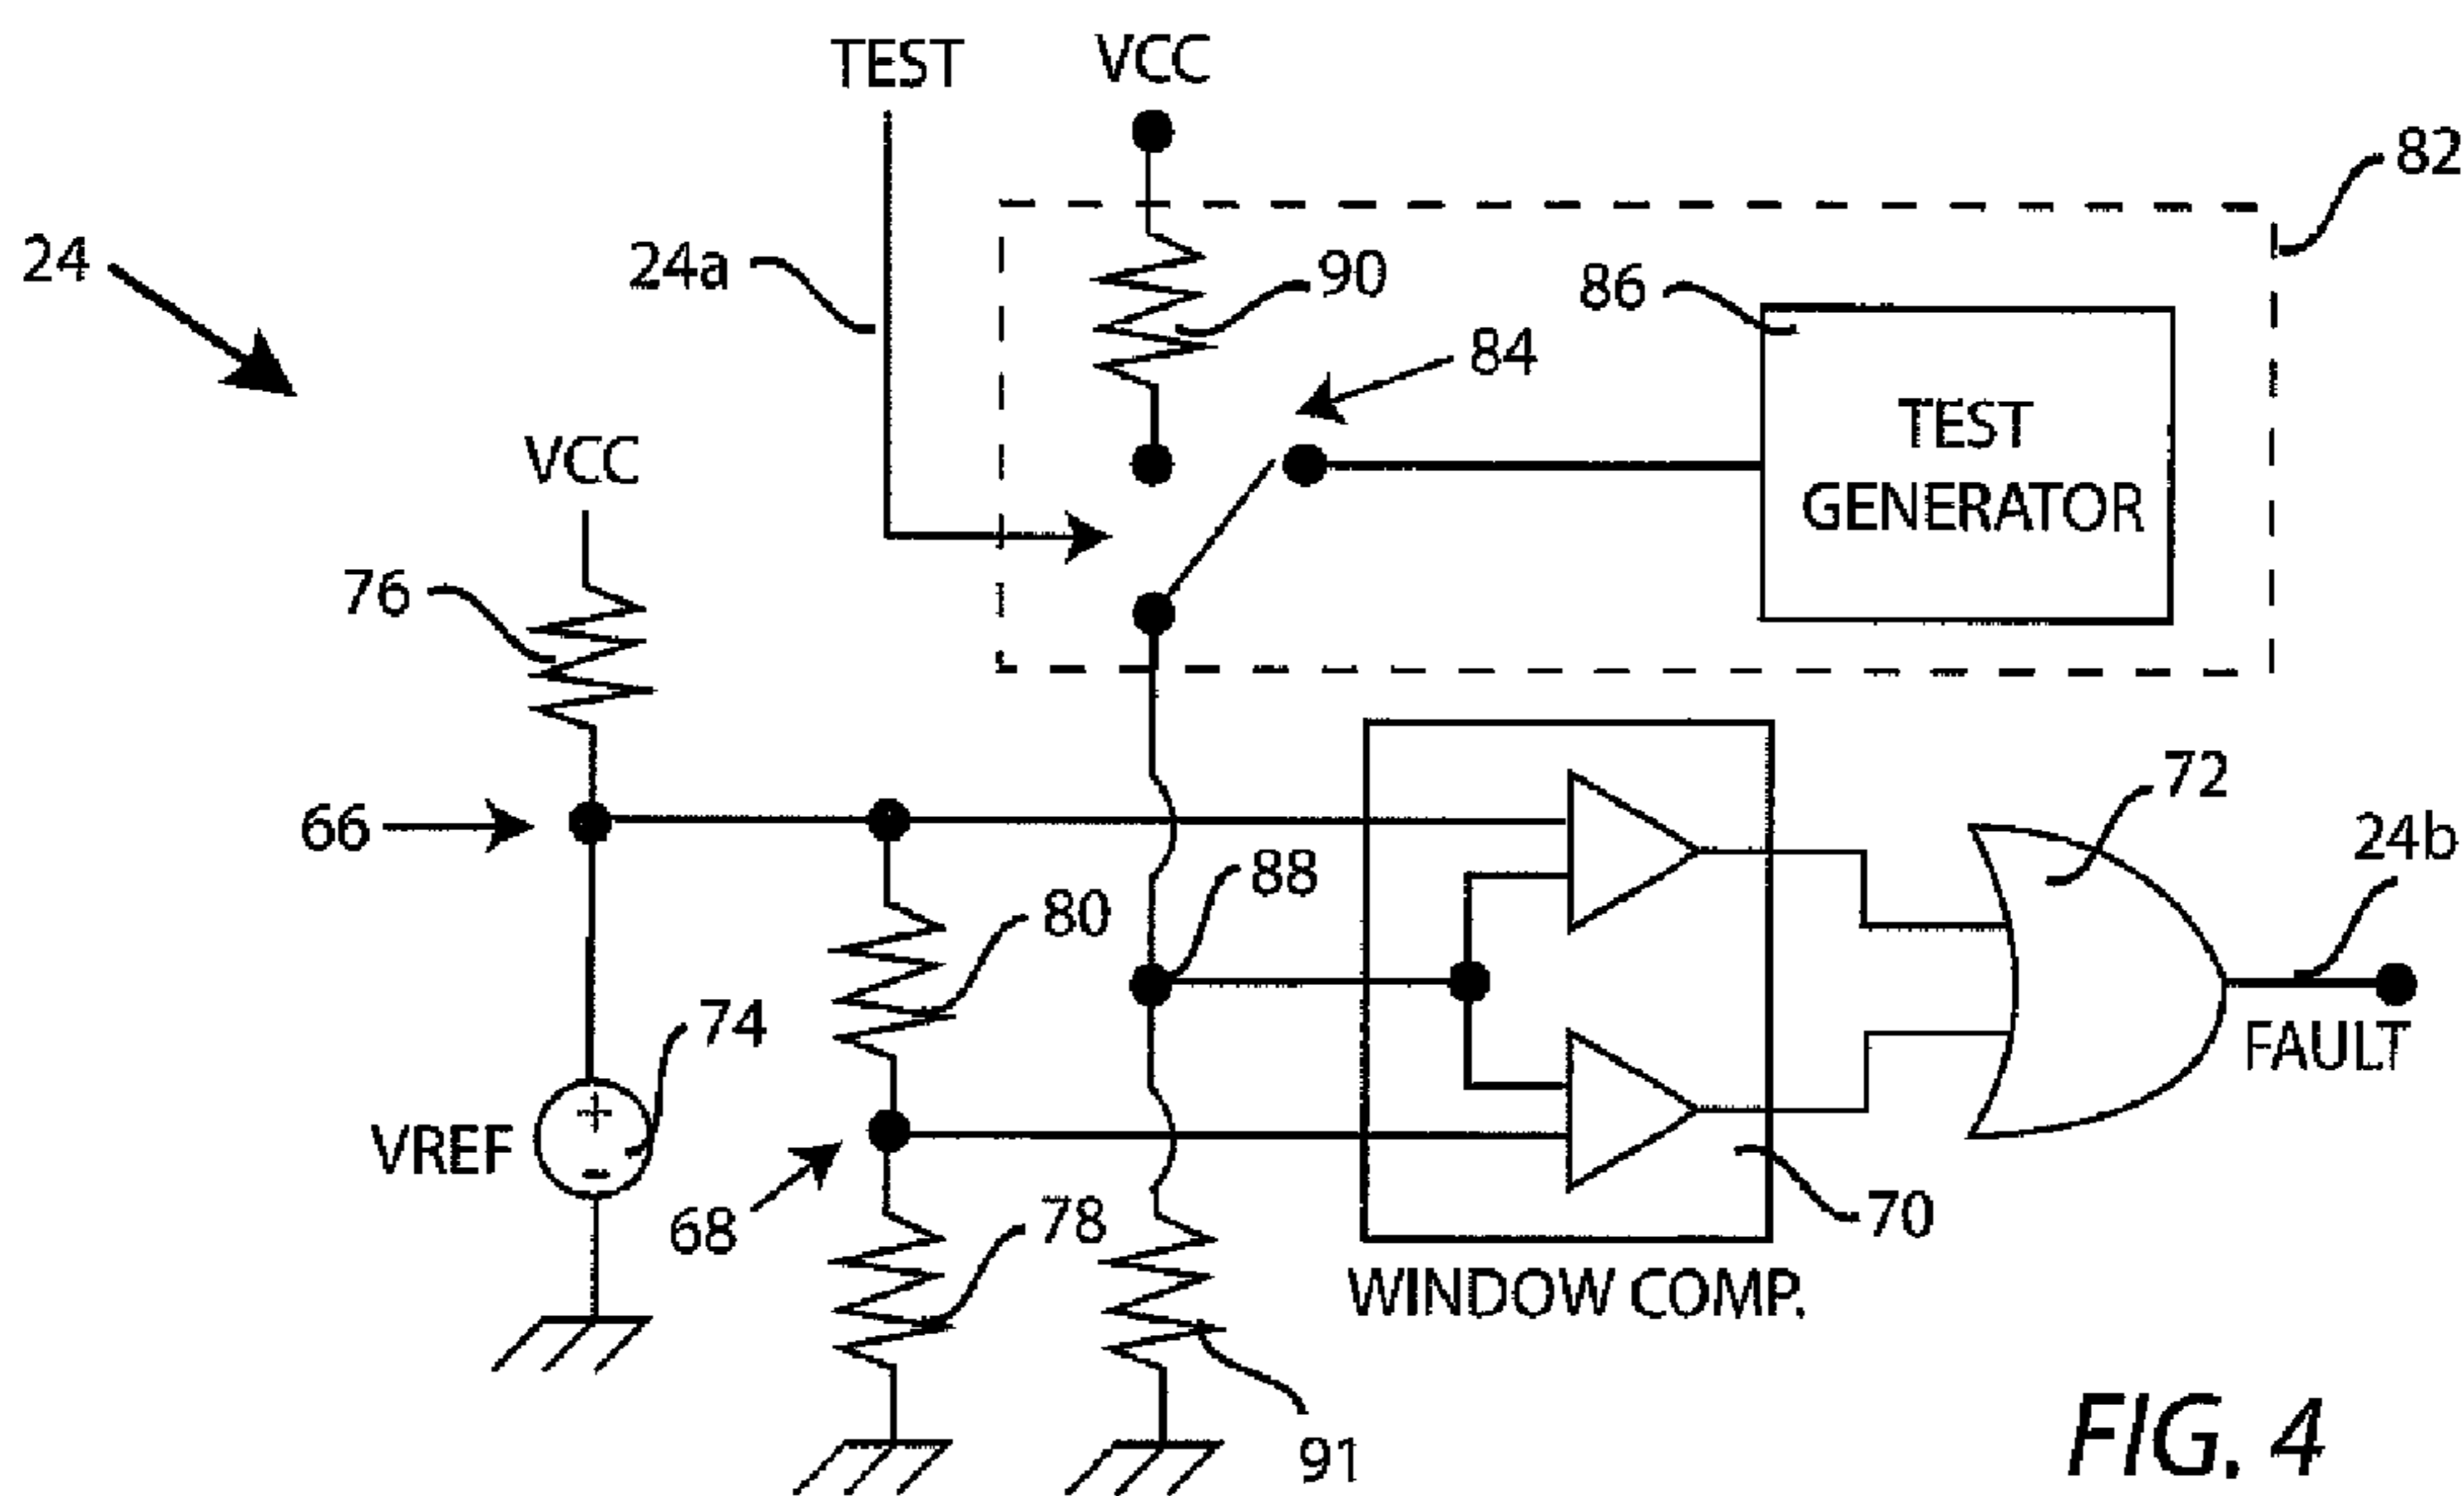 TEST
VCC
82
24
24a
90
86
84
TEST
GENERATOR
VCC
76
72
66
24b
88
80
74
FAULT
VREF
+
-
68
78
70
WINDOW COMP.
91
FIG. 4